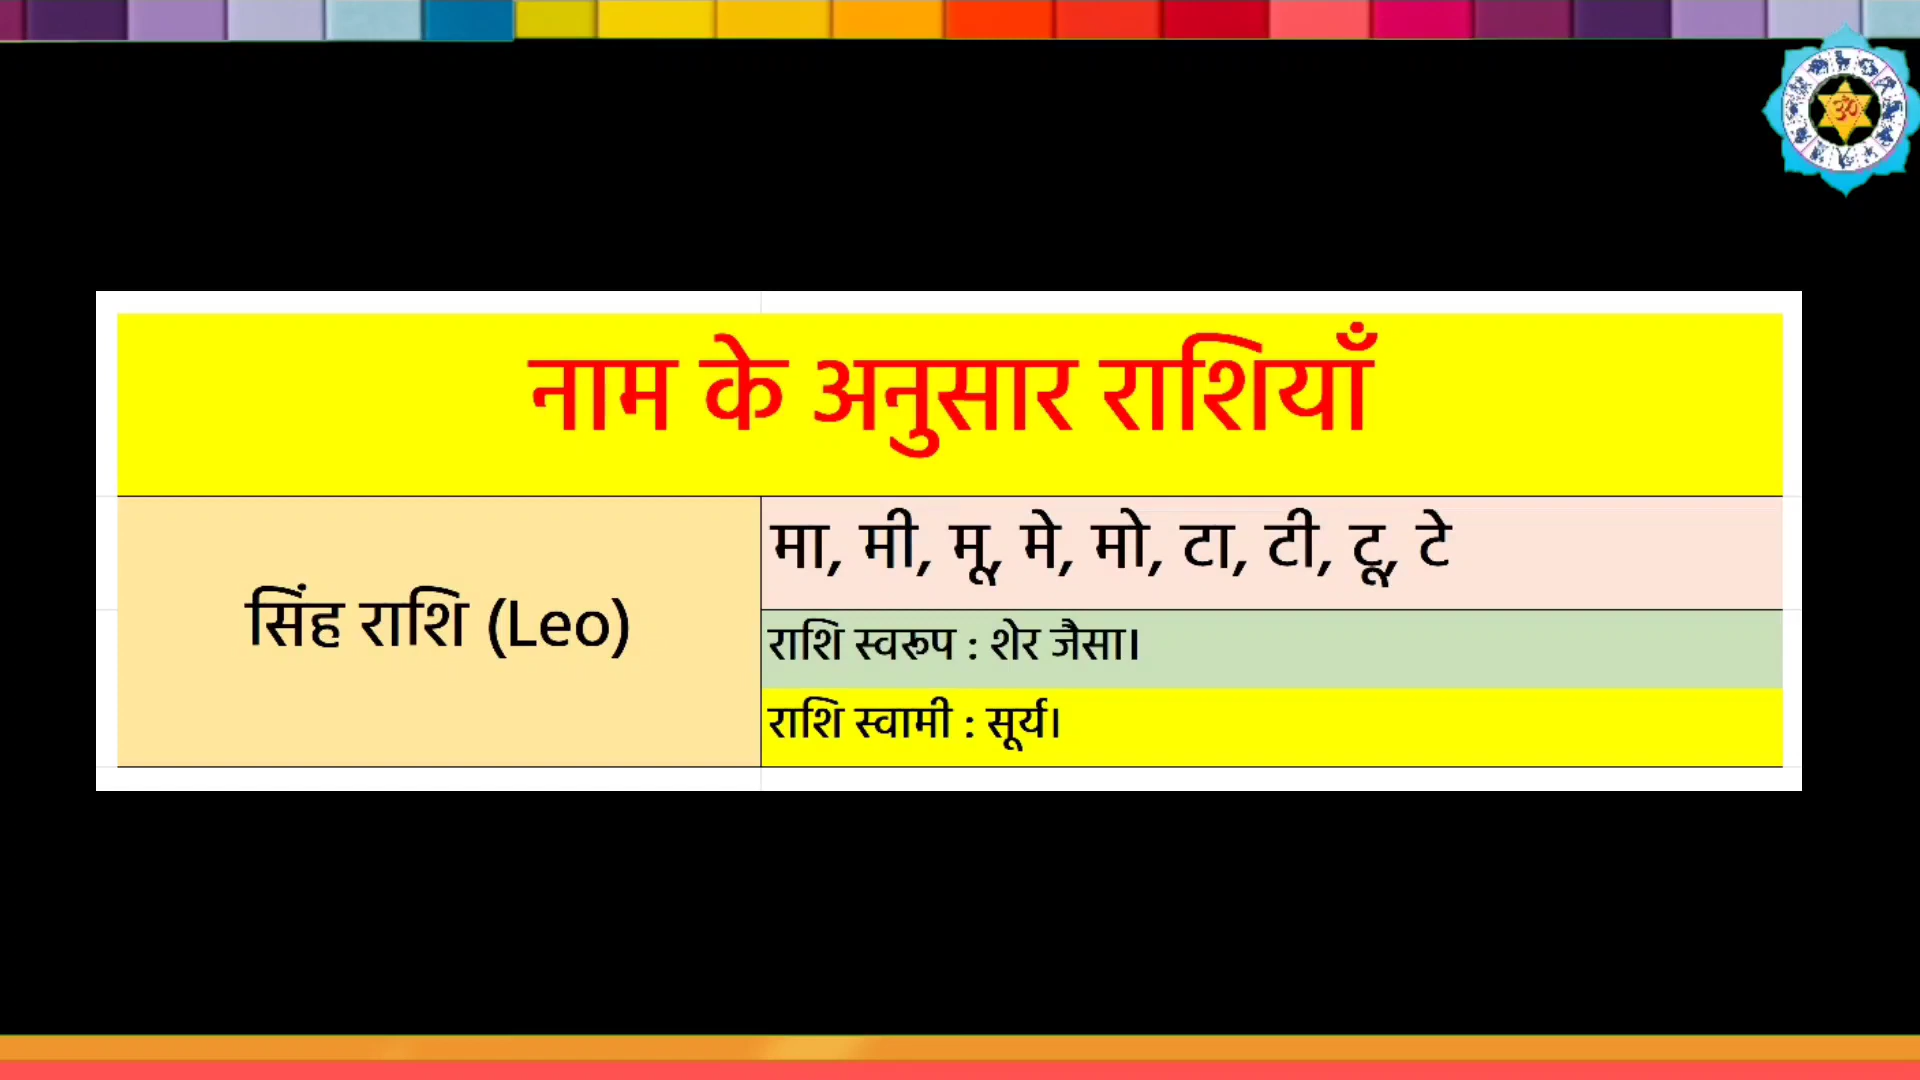 नाम के अनुसार राशियाँ
सिंह राशि (Leo)
मा, मी, मू, मे, मो, टा, टी, टू, टे
राशि स्वरूप : शेर जैसा।
राशि स्वामी : सूर्य।
ॐ